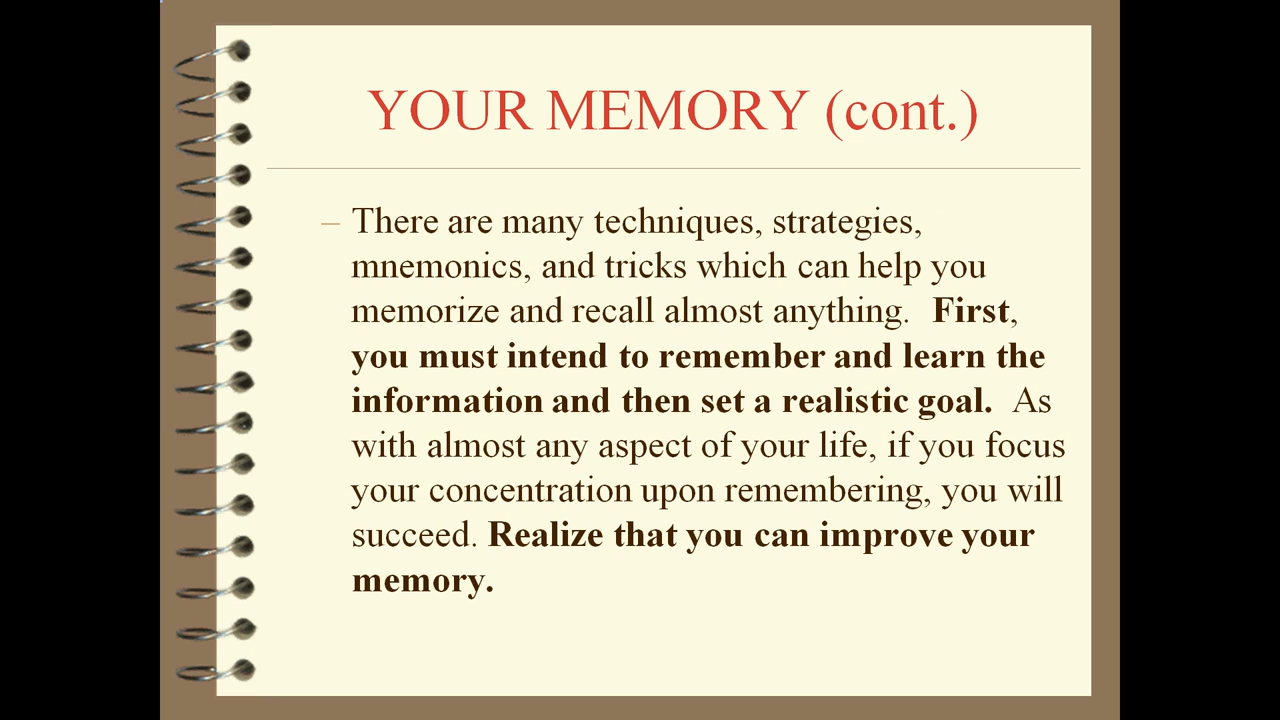 YOUR MEMORY (cont.)
– There are many techniques, strategies,
mnemonics, and tricks which can help you
memorize and recall almost anything.  First,
you must intend to remember and learn the
information and then set a realistic goal.  As
with almost any aspect of your life, if you focus
your concentration upon remembering, you will
succeed. Realize that you can improve your
memory.